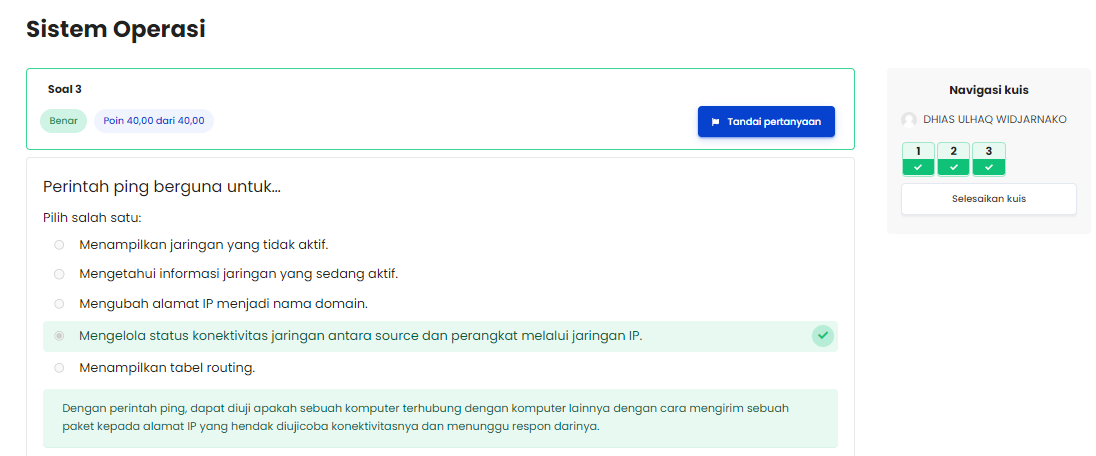 Sistem Operasi
Soal 3
Benar
Poin 40,00 dari 40,00
Tandai pertanyaan
Perintah ping berguna untuk...
Pilih salah satu:
Menampilkan jaringan yang tidak aktif.
Mengetahui informasi jaringan yang sedang aktif.
Mengubah alamat IP menjadi nama domain.
Mengelola status konektivitas jaringan antara source dan perangkat melalui jaringan IP.
Menampilkan tabel routing.
Dengan perintah ping, dapat diuji apakah sebuah komputer terhubung dengan komputer lainnya dengan cara mengirim sebuah
paket kepada alamat IP yang hendak diujicoba konektivitasnya dan menunggu respon darinya.
Navigasi kuis
DHIAS ULHAQ WIDJARNAKO
1 2 3
Selesaikan kuis